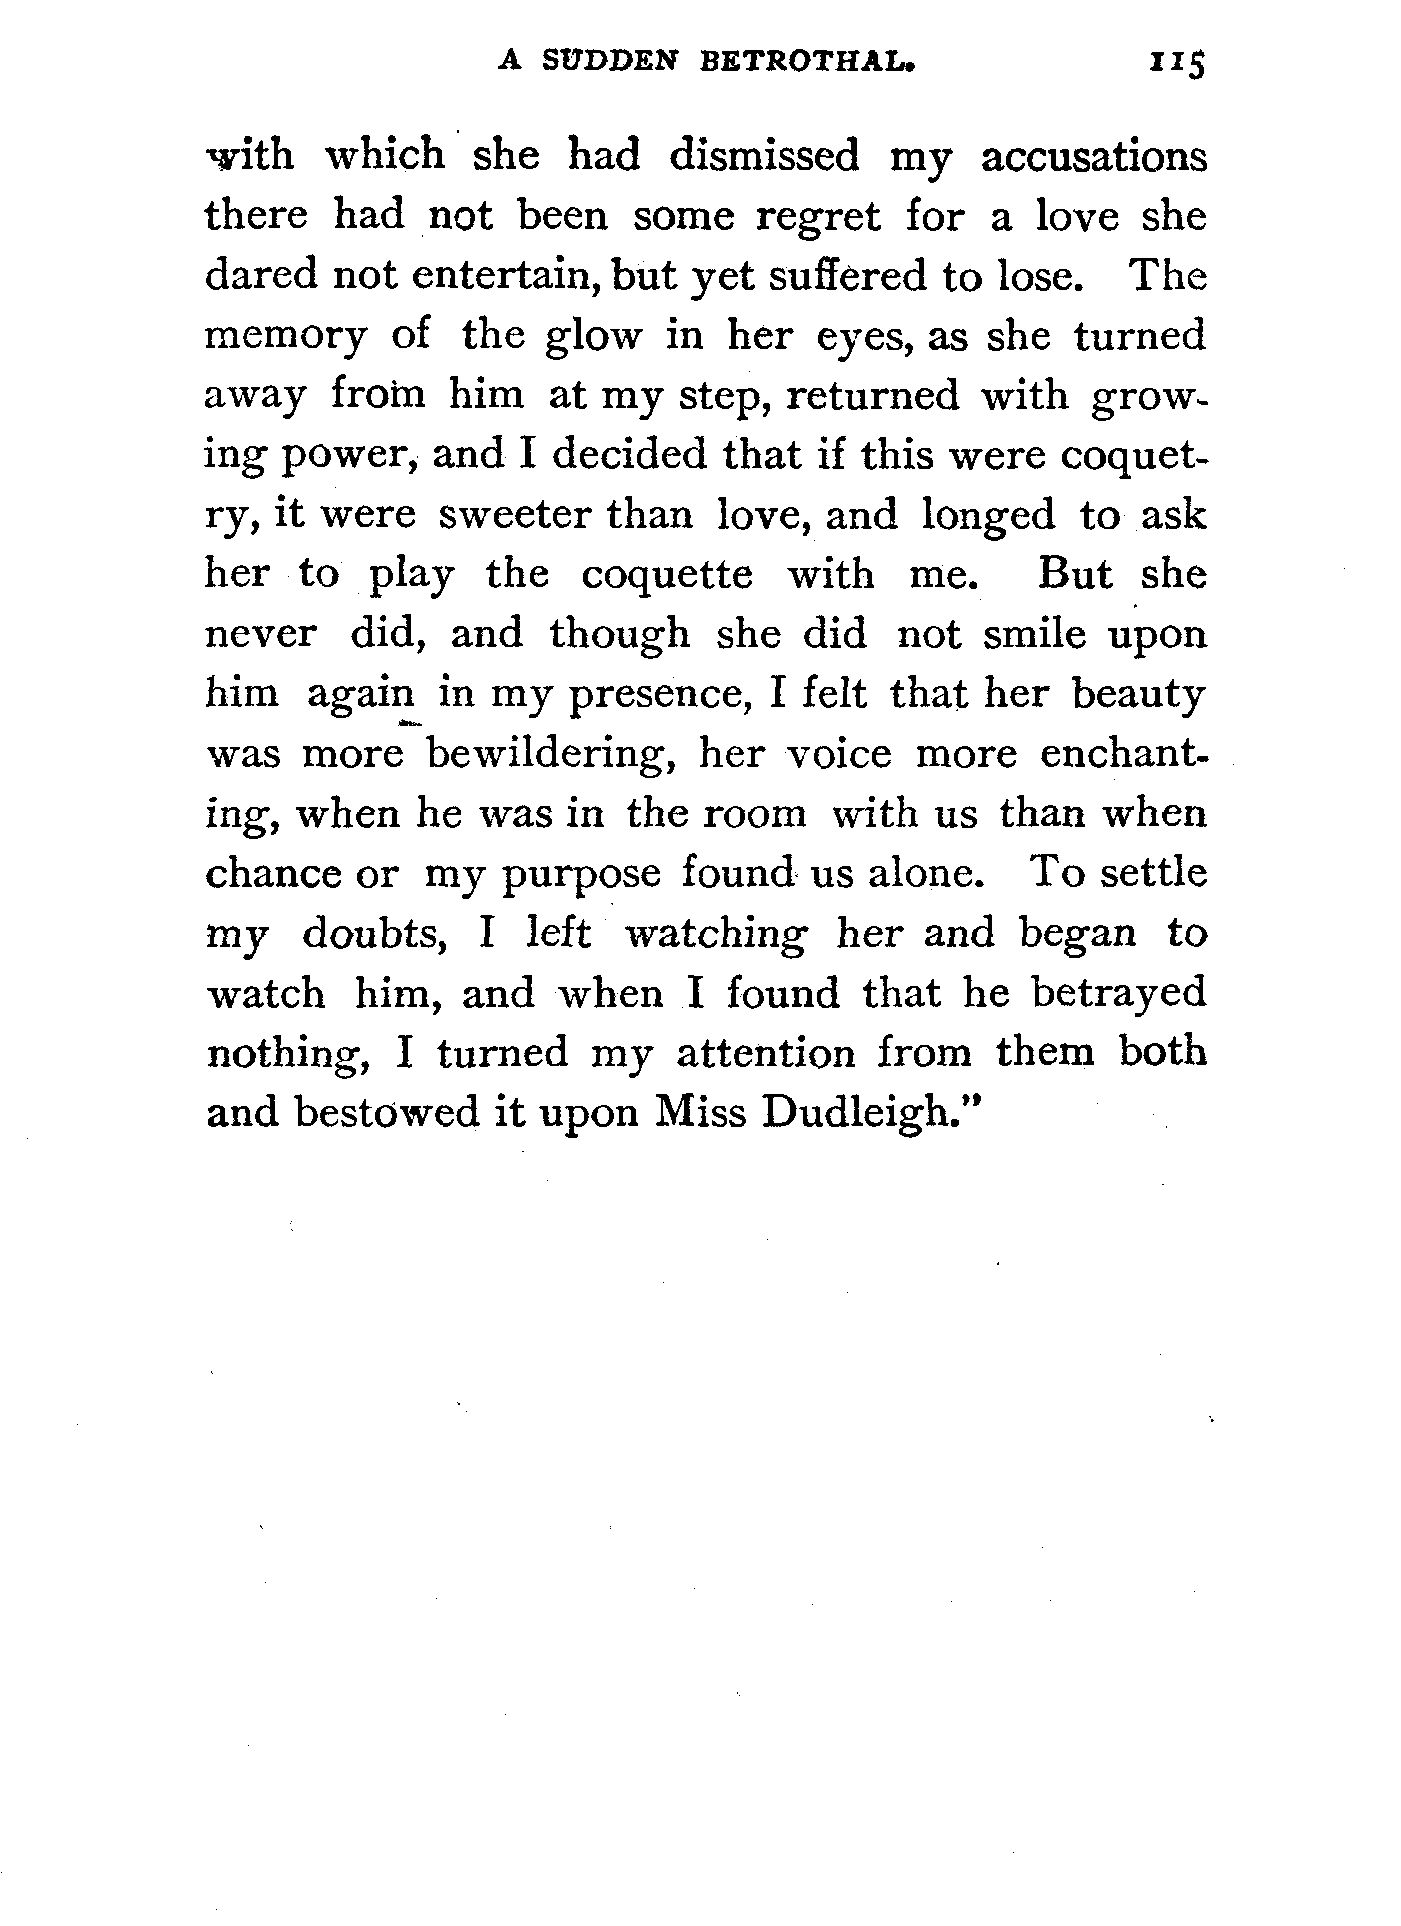 A SUDDEN BETROTHAL. 115
with which she had dismissed my accusations
there had not been some regret for a love she
dared not entertain, but yet suffered to lose. The
memory of the glow in her eyes, as she turned
away from him at my step, returned with grow-
ing power, and I decided that if this were coquet-
ry, it were sweeter than love, and longed to ask
her to play the coquette with me. But she
never did, and though she did not smile upon
him again in my presence, I felt that her beauty
was more bewildering, her voice more enchant-
ing, when he was in the room with us than when
chance or my purpose found us alone. To settle
my doubts, I left watching her and began to
watch him, and when I found that he betrayed
nothing, I turned my attention from them both
and bestowed it upon Miss Dudleigh."